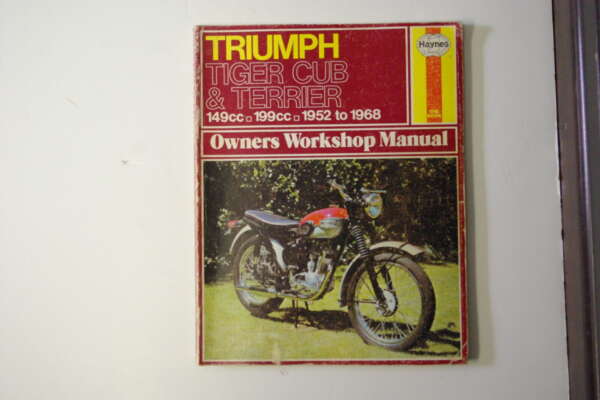 TRIUMPH
TIGER CUB
& TERRIER
149cc □ 199cc □ 1952 to 1968
Haynes
Owners Workshop Manual